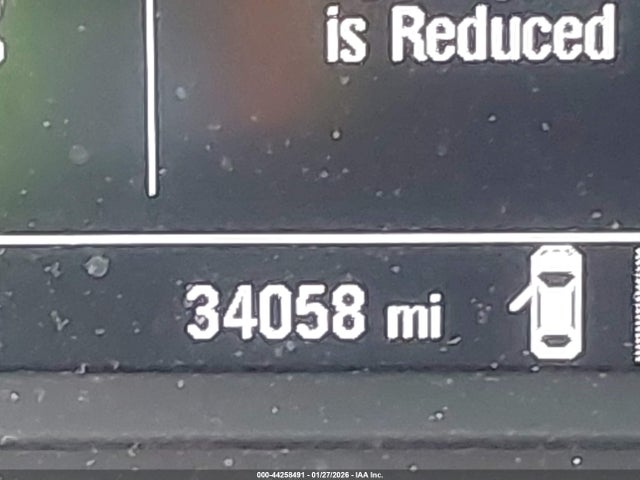 is Reduced
34058 mi
000-44258491 - 01/27/2026 - IAA Inc.